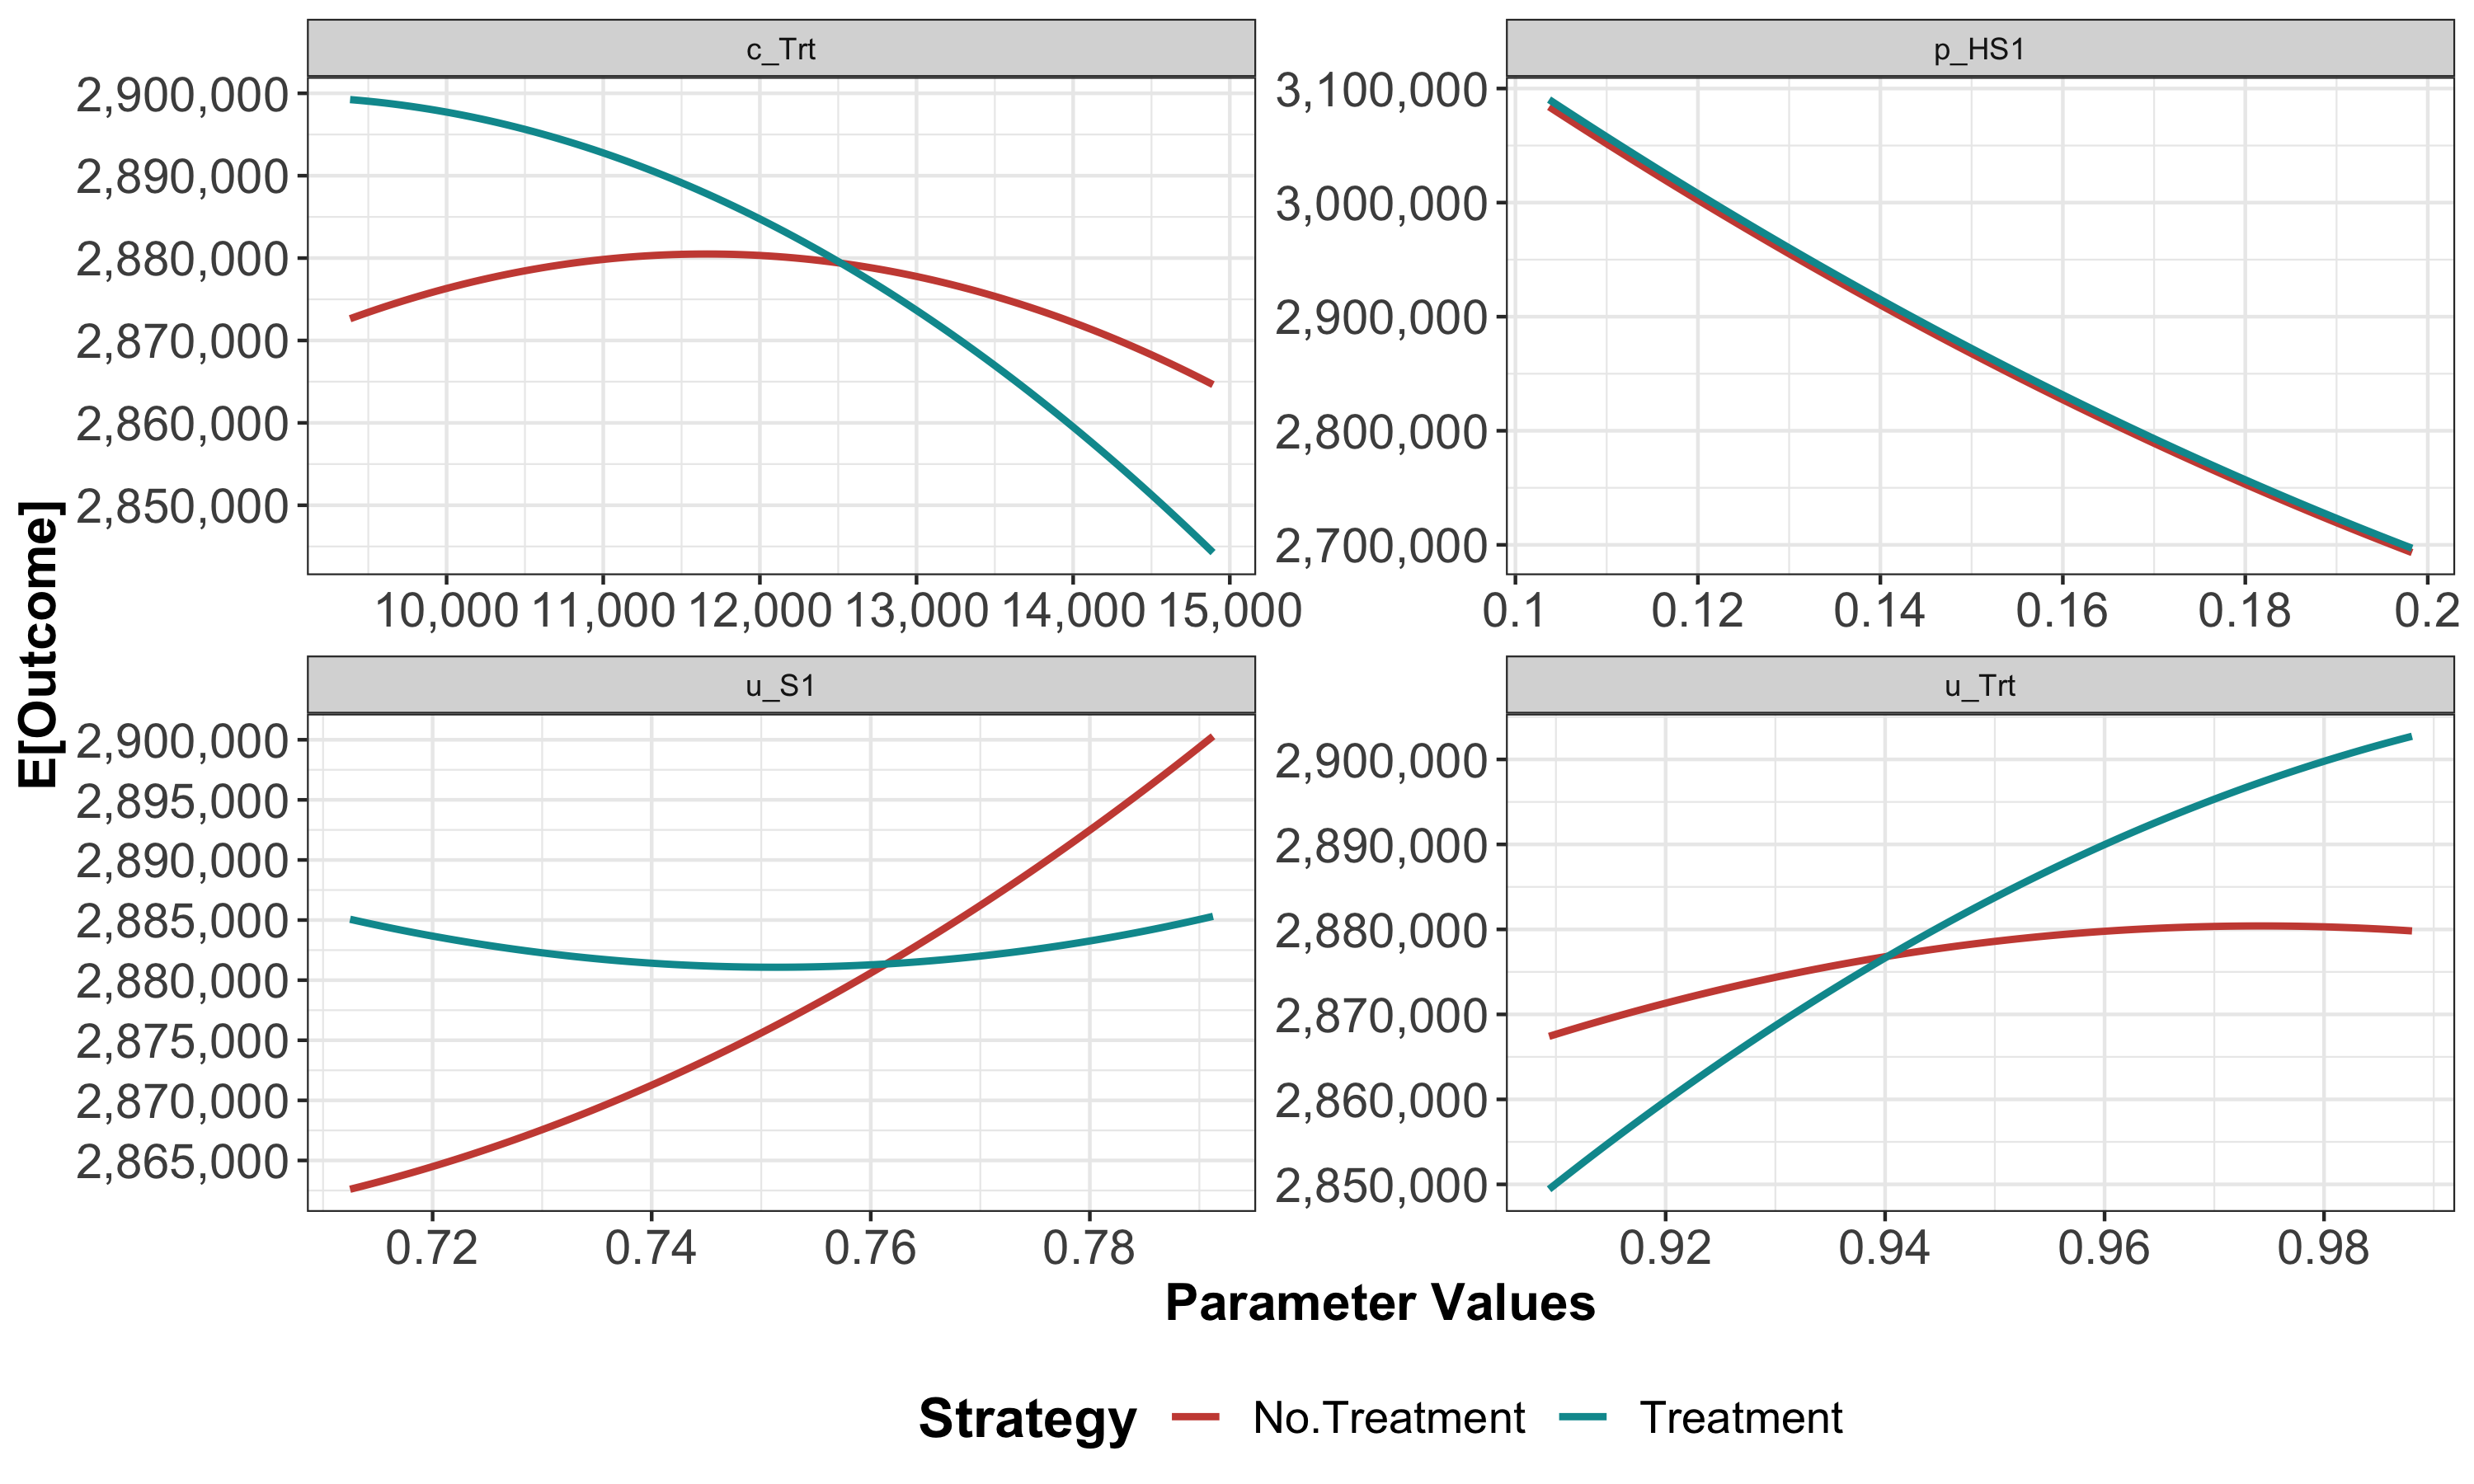 c_Trt
2,900,000
2,890,000
2,880,000
2,870,000
2,860,000
2,850,000
10,000 11,000 12,000 13,000 14,000 15,000
p_HS1
3,100,000
3,000,000
2,900,000
2,800,000
2,700,000
0.1 0.12 0.14 0.16 0.18 0.2
E[Outcome]
u_S1
2,900,000
2,895,000
2,890,000
2,885,000
2,880,000
2,875,000
2,870,000
2,865,000
0.72 0.74 0.76 0.78
u_Trt
2,900,000
2,890,000
2,880,000
2,870,000
2,860,000
2,850,000
0.92 0.94 0.96 0.98
Parameter Values
Strategy No.Treatment Treatment